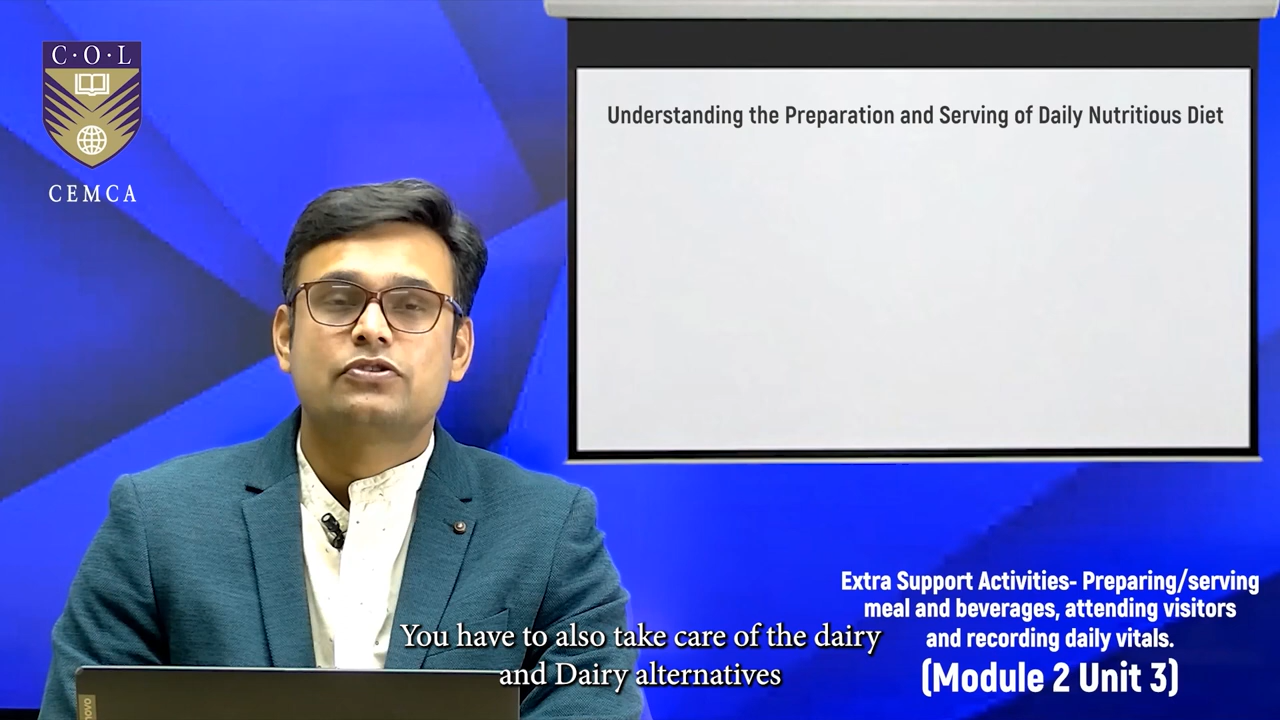 C·O·L
CEMCA
Understanding the Preparation and Serving of Daily Nutritious Diet
Extra Support Activities- Preparing/serving
meal and beverages, attending visitors
and recording daily vitals.
(Module 2 Unit 3)
You have to also take care of the dairy
and Dairy alternatives
novo